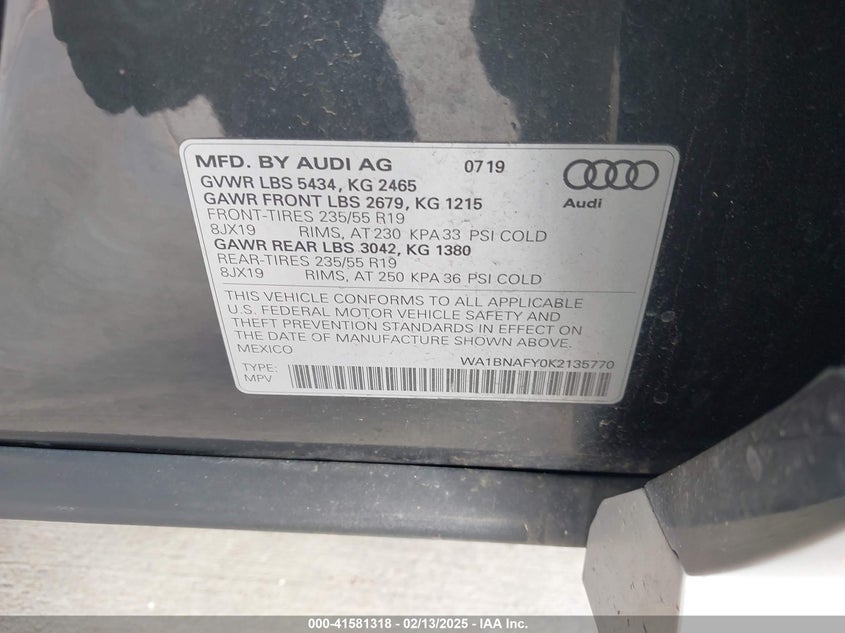 MFD. BY AUDI AG 07 19
GVWR LBS 5434, KG 2465
GAWR FRONT LBS 2679, KG 1215
FRONT-TIRES 235/55 R19
8JX19 RIMS, AT 230 KPA 33 PSI COLD
GAWR REAR LBS 3042, KG 1380
REAR-TIRES 235/55 R19
8JX19 RIMS, AT 250 KPA 36 PSI COLD
Audi
THIS VEHICLE CONFORMS TO ALL APPLICABLE
U.S. FEDERAL MOTOR VEHICLE SAFETY AND
THEFT PREVENTION STANDARDS IN EFFECT ON
THE DATE OF MANUFACTURE SHOWN ABOVE.
MEXICO WA1BNAFY0K2135770
TYPE:
MPV
000-41581318 - 02/13/2025 - IAA Inc.